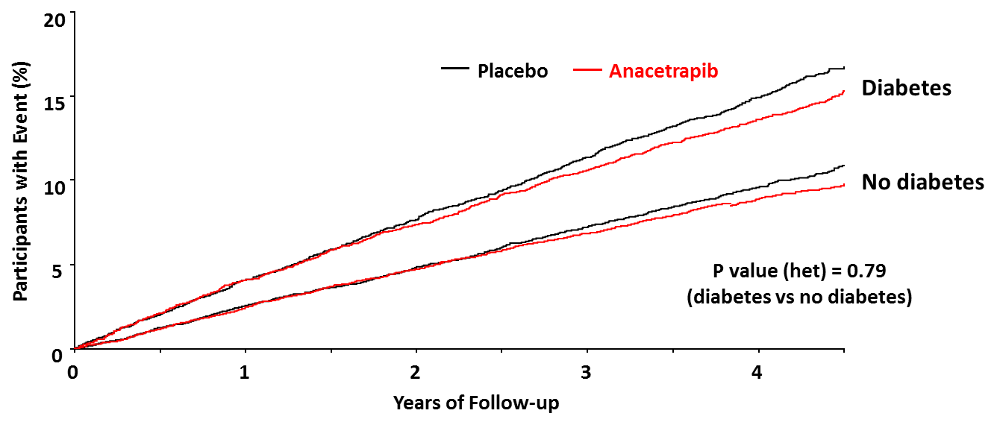 20
Placebo
Anacetrapib
Diabetes
15
Participants with Event (%)
10
No diabetes
5
P value (het) = 0.79
(diabetes vs no diabetes)
0
0 1 2 3 4
Years of Follow-up